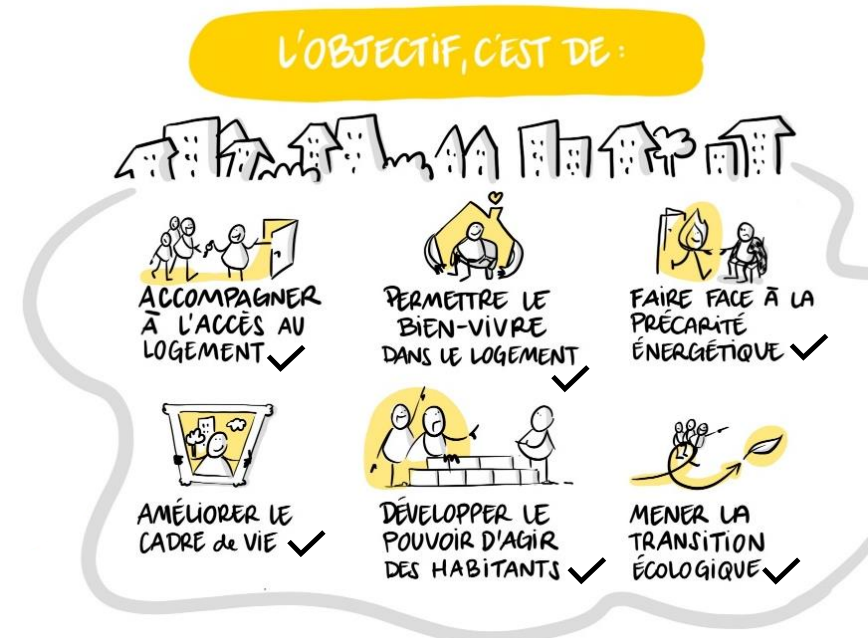 L'OBJECTIF, C'EST DE :
ACCOMPAGNER
À L'ACCÈS AU
LOGEMENT
PERMETTRE LE
BIEN-VIVRE
DANS LE LOGEMENT
FAIRE FACE À LA
PRÉCARITÉ
ÉNERGÉTIQUE
AMÉLIORER LE
CADRE de VIE
DÉVELOPPER LE
POUVOIR D'AGIR
DES HABITANTS
MENER LA
TRANSITION
ÉCOLOGIQUE